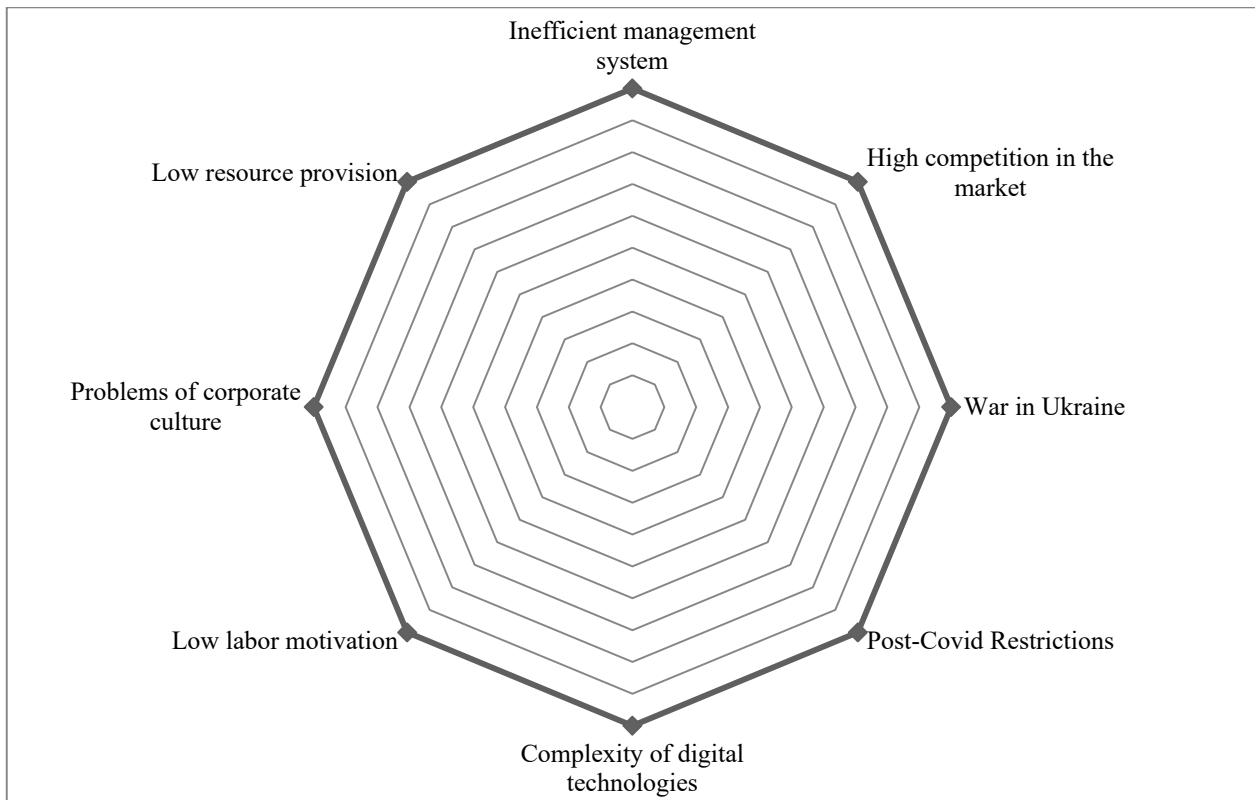 Inefficient management
system
High competition in the
market
War in Ukraine
Post-Covid Restrictions
Complexity of digital
technologies
Low labor motivation
Problems of corporate
culture
Low resource provision